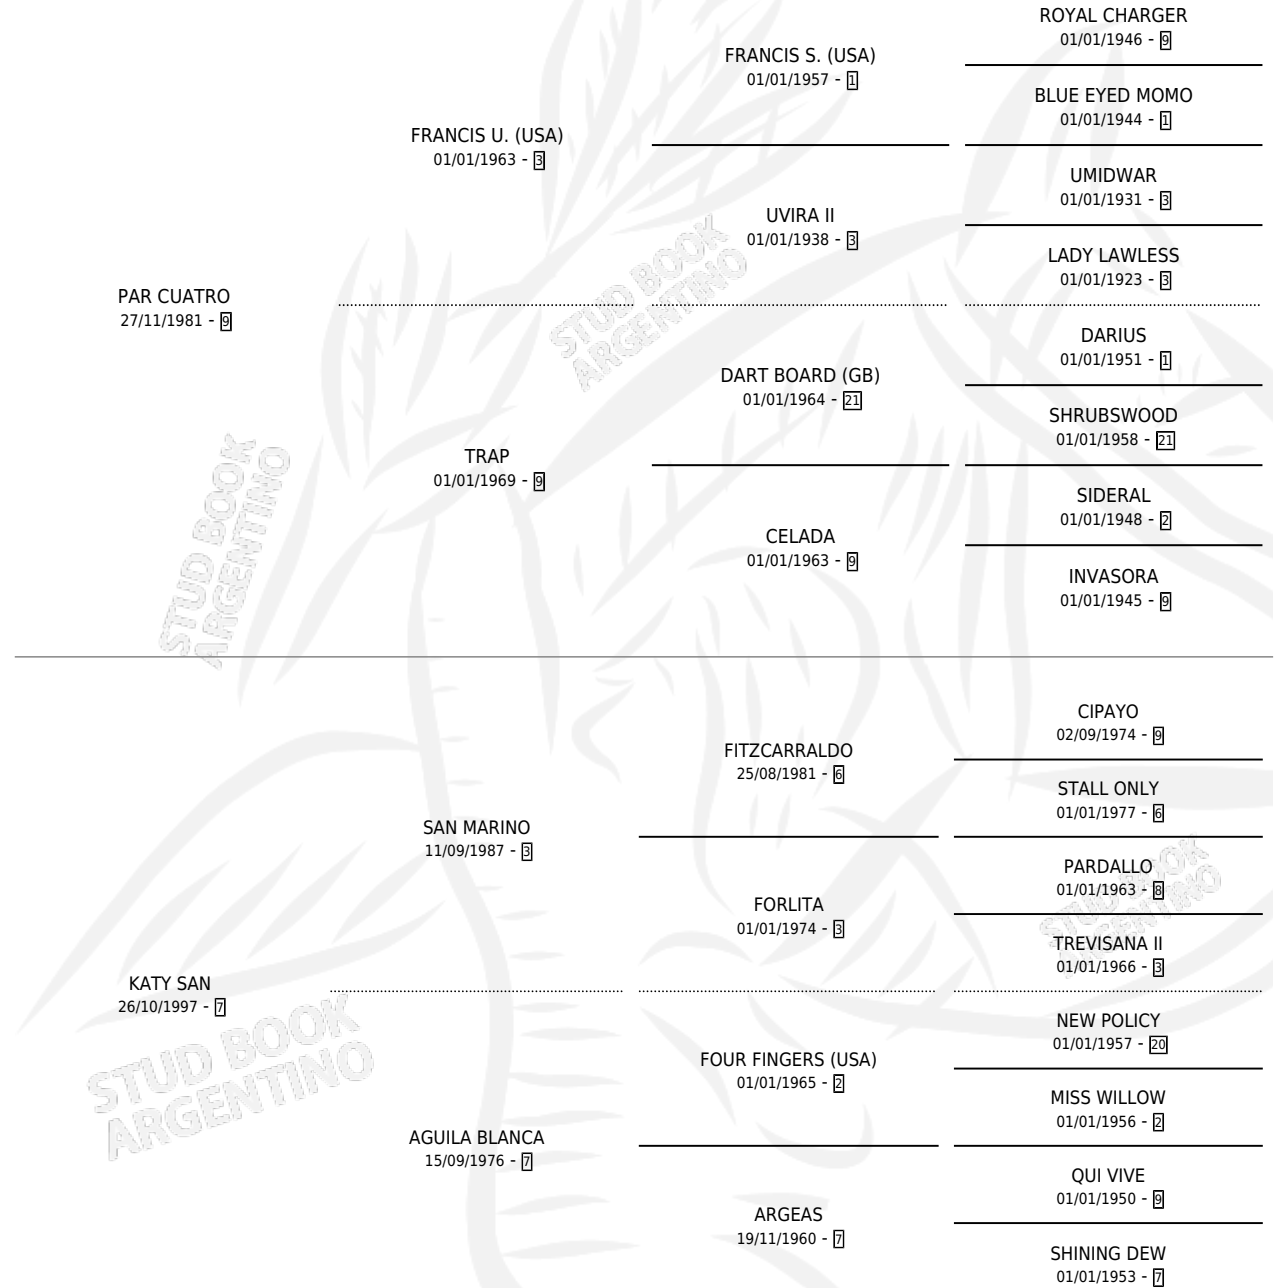 ROYAL CHARGER
01/01/1946 - 9
FRANCIS S. (USA)
01/01/1957 - 1
BLUE EYED MOMO
01/01/1944 - 1
FRANCIS U. (USA)
01/01/1963 - 3
UMIDWAR
01/01/1931 - 3
UVIRA II
01/01/1938 - 3
LADY LAWLESS
01/01/1923 - 3
PAR CUATRO
27/11/1981 - 9
DARIUS
01/01/1951 - 1
DART BOARD (GB)
01/01/1964 - 21
SHRUBSWOOD
01/01/1958 - 21
TRAP
01/01/1969 - 9
SIDERAL
01/01/1948 - 2
CELADA
01/01/1963 - 9
INVASORA
01/01/1945 - 9
CIPAYO
02/09/1974 - 9
FITZCARRALDO
25/08/1981 - 6
STALL ONLY
01/01/1977 - 6
SAN MARINO
11/09/1987 - 3
PARDALLO
01/01/1963 - 8
FORLITA
01/01/1974 - 3
TREVISANA II
01/01/1966 - 3
KATY SAN
26/10/1997 - 7
NEW POLICY
01/01/1957 - 20
FOUR FINGERS (USA)
01/01/1965 - 2
MISS WILLOW
01/01/1956 - 2
AGUILA BLANCA
15/09/1976 - 7
QUI VIVE
01/01/1950 - 9
ARGEAS
19/11/1960 - 7
SHINING DEW
01/01/1953 - 7
STUD BOOK
ARGENTINO
STUD BOOK
ARGENTINO
STUD BOOK
ARGENTINO
STUD BOOK
ARGENTINO